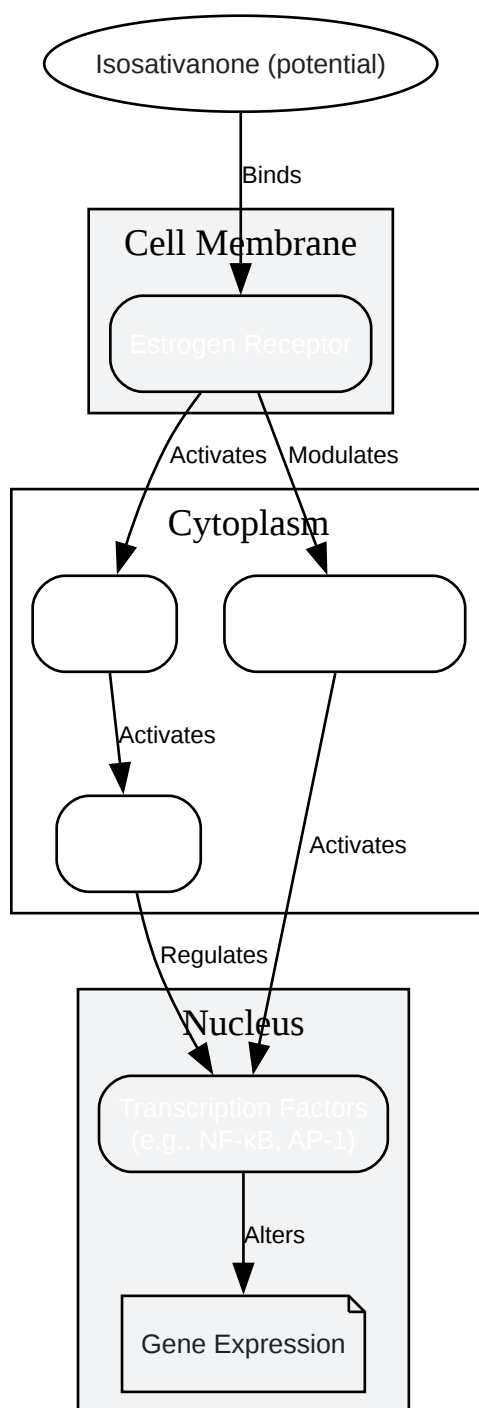 Isosativanone (potential)
Binds
Cell Membrane
Estrogen Receptor
Activates
Modulates
Cytoplasm
Activates
Activates
Regulates
Nucleus
Transcription Factors
(e.g., NF-κB, AP-1)
Alters
Gene Expression